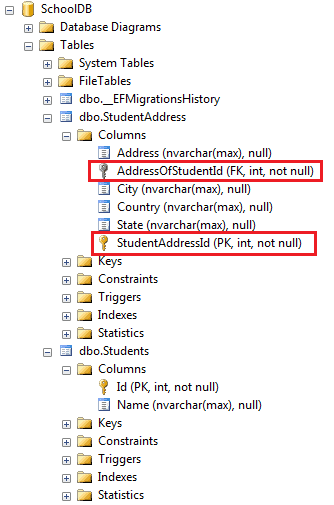 SchoolDB
Database Diagrams
Tables
System Tables
FileTables
dbo.__EFMigrationsHistory
dbo.StudentAddress
Columns
Address (nvarchar(max), null)
AddressOfStudentId (FK, int, not null)
City (nvarchar(max), null)
Country (nvarchar(max), null)
State (nvarchar(max), null)
StudentAddressId (PK, int, not null)
Keys
Constraints
Triggers
Indexes
Statistics
dbo.Students
Columns
Id (PK, int, not null)
Name (nvarchar(max), null)
Keys
Constraints
Triggers
Indexes
Statistics